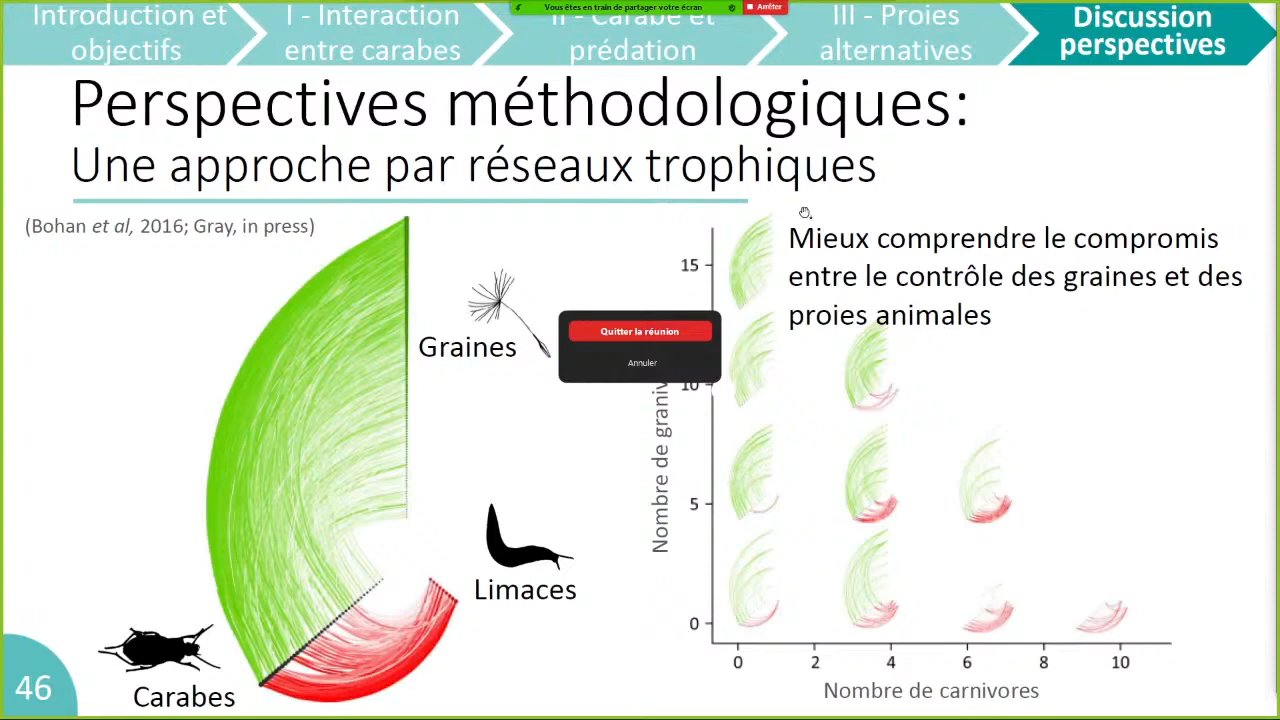 Vous êtes en train de partager votre écran
Arrêter
Introduction et
objectifs
I - Interaction
entre carabes
II - Carabe et
prédation
III - Proies
alternatives
Discussion
perspectives
Perspectives méthodologiques:
Une approche par réseaux trophiques
(Bohan et al, 2016; Gray, in press)
Mieux comprendre le compromis
entre le contrôle des graines et des
proies animales
Graines
Quitter la réunion
Annuler
Limaces
Carabes
46
15
10
5
0
Nombre de graniv
0 2 4 6 8 10
Nombre de carnivores